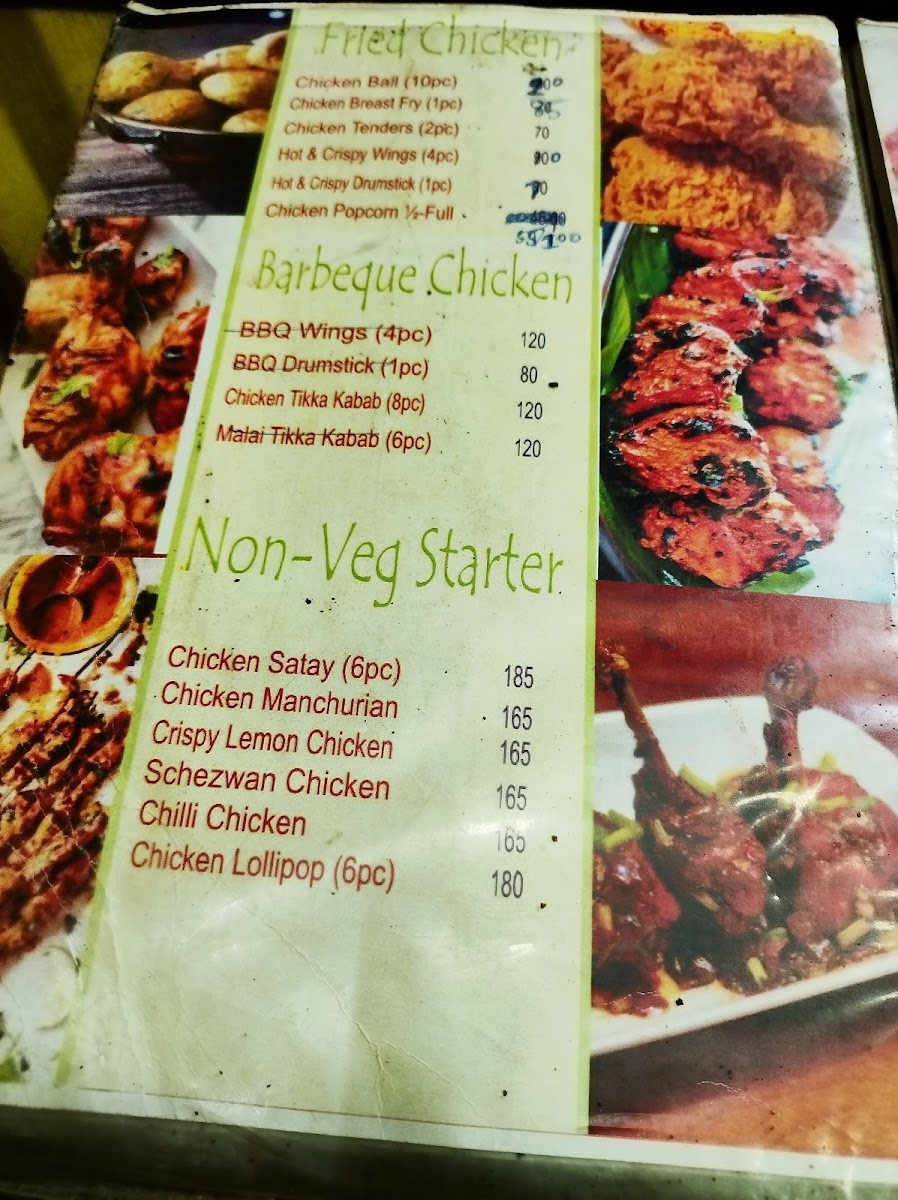 Fried Chicken
Chicken Ball (10pc)
Chicken Breast Fry (1pc) 85
Chicken Tenders (2pc) 70
Hot & Crispy Wings (4pc) 100
Hot & Crispy Drumstick (1pc) 70
Chicken Popcorn ½-Full
Barbeque Chicken
BBQ Wings (4pc) 120
BBQ Drumstick (1pc) 80
Chicken Tikka Kabab (8pc) 120
Malai Tikka Kabab (6pc) 120
Non-Veg Starter
Chicken Satay (6pc) 185
Chicken Manchurian 165
Crispy Lemon Chicken 165
Schezwan Chicken 165
Chilli Chicken 165
Chicken Lollipop (6pc) 180